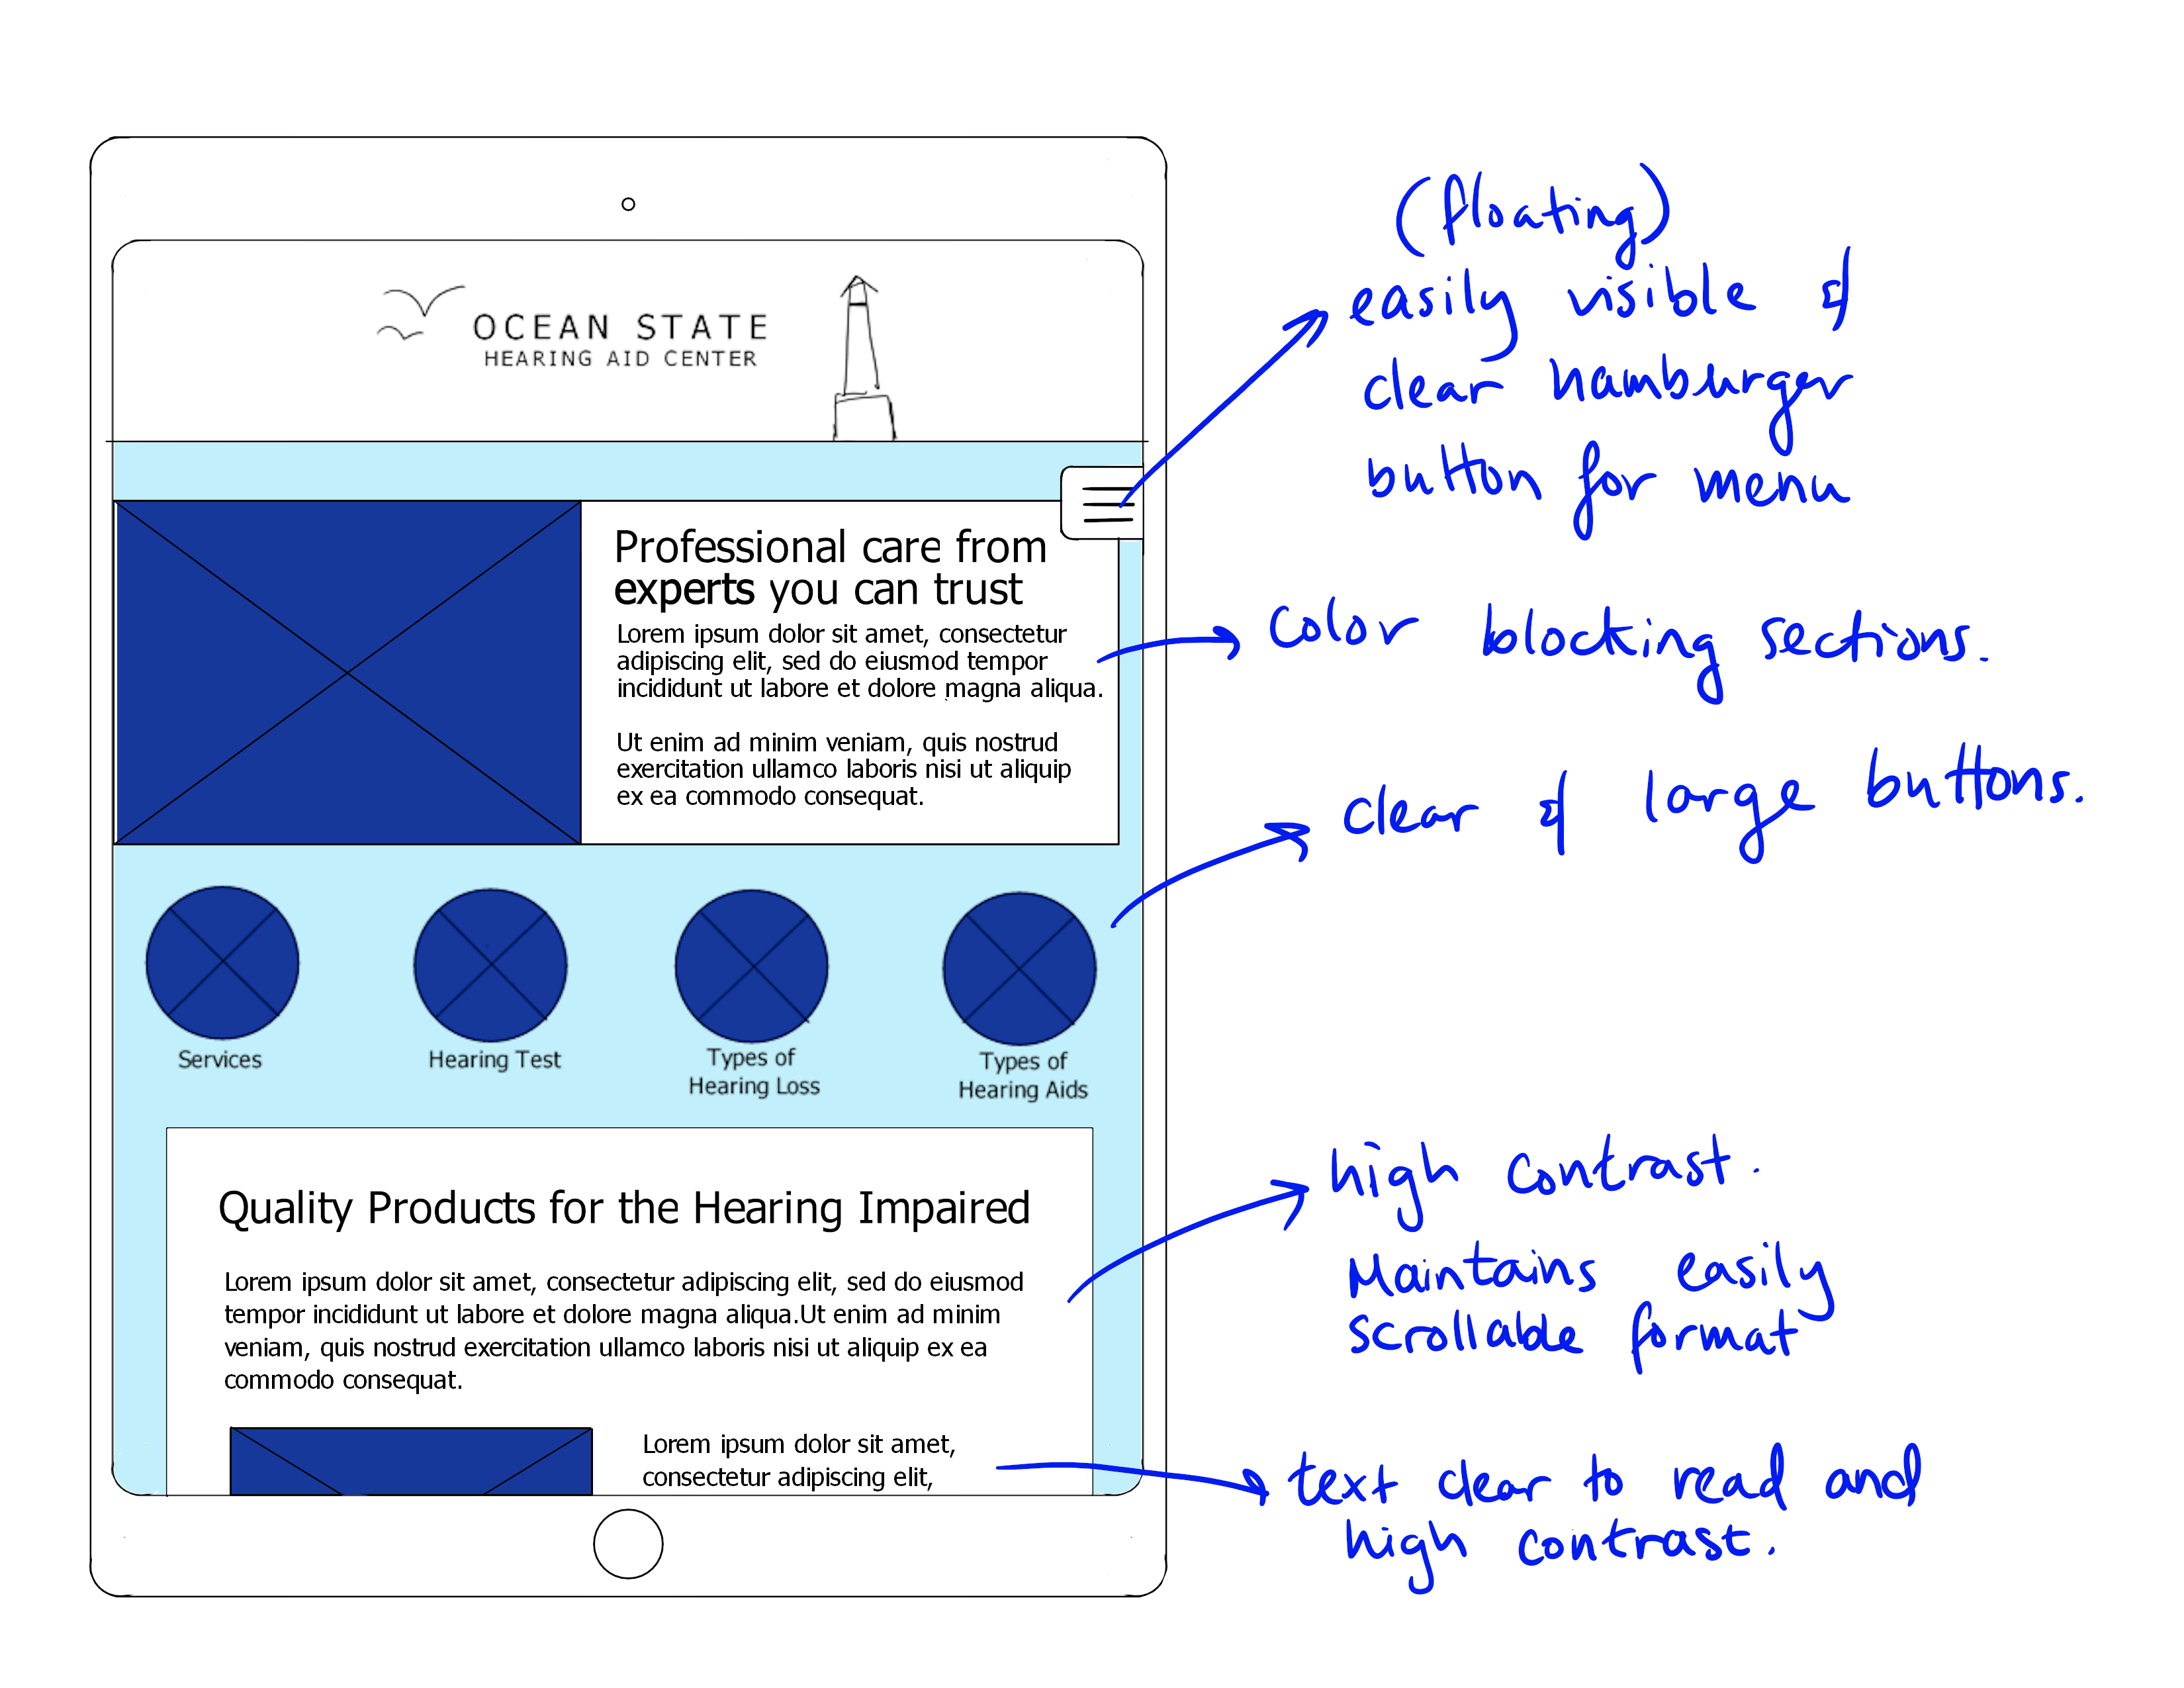 OCEAN STATE
HEARING AID CENTER
Professional care from
experts you can trust
Lorem ipsum dolor sit amet, consectetur
adipiscing elit, sed do eiusmod tempor
incididunt ut labore et dolore magna aliqua.
Ut enim ad minim veniam, quis nostrud
exercitation ullamco laboris nisi ut aliquip
ex ea commodo consequat.
Services
Hearing Test
Types of
Hearing Loss
Types of
Hearing Aids
Quality Products for the Hearing Impaired
Lorem ipsum dolor sit amet, consectetur adipiscing elit, sed do eiusmod
tempor incididunt ut labore et dolore magna aliqua.Ut enim ad minim
veniam, quis nostrud exercitation ullamco laboris nisi ut aliquip ex ea
commodo consequat.
Lorem ipsum dolor sit amet,
consectetur adipiscing elit,
(floating)
easily visible &
clear hamburger
button for menu
color blocking sections.
clear & large buttons.
high contrast.
Maintains easily
scrollable format
text clear to read and
high contrast.